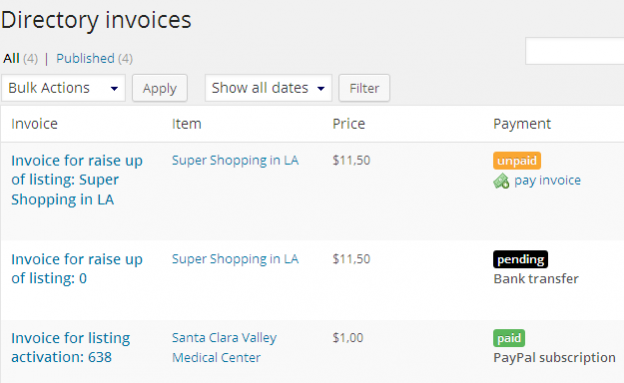 Directory invoices
All (4) | Published (4)
Bulk Actions Apply Show all dates Filter
Invoice Item Price Payment
Invoice for raise up of listing: Super Shopping in LA
Super Shopping in LA
$11,50
unpaid
pay invoice
Invoice for raise up of listing: 0
Super Shopping in LA
$11,50
pending
Bank transfer
Invoice for listing activation: 638
Santa Clara Valley Medical Center
$1,00
paid
PayPal subscription